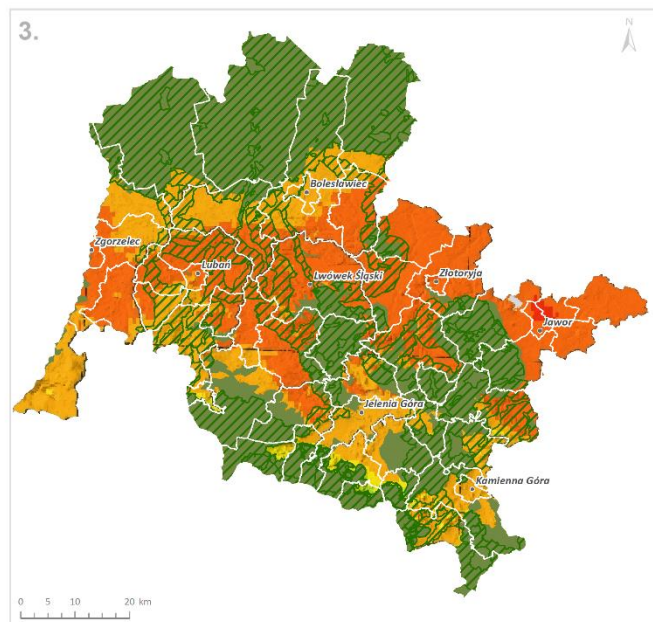 3.
N
Bolesławiec
Zgorzelec
Lubań
Lwówek Śląski
Złotoryja
Jawor
Jelenia Góra
Kamienna Góra
0 5 10 20 km